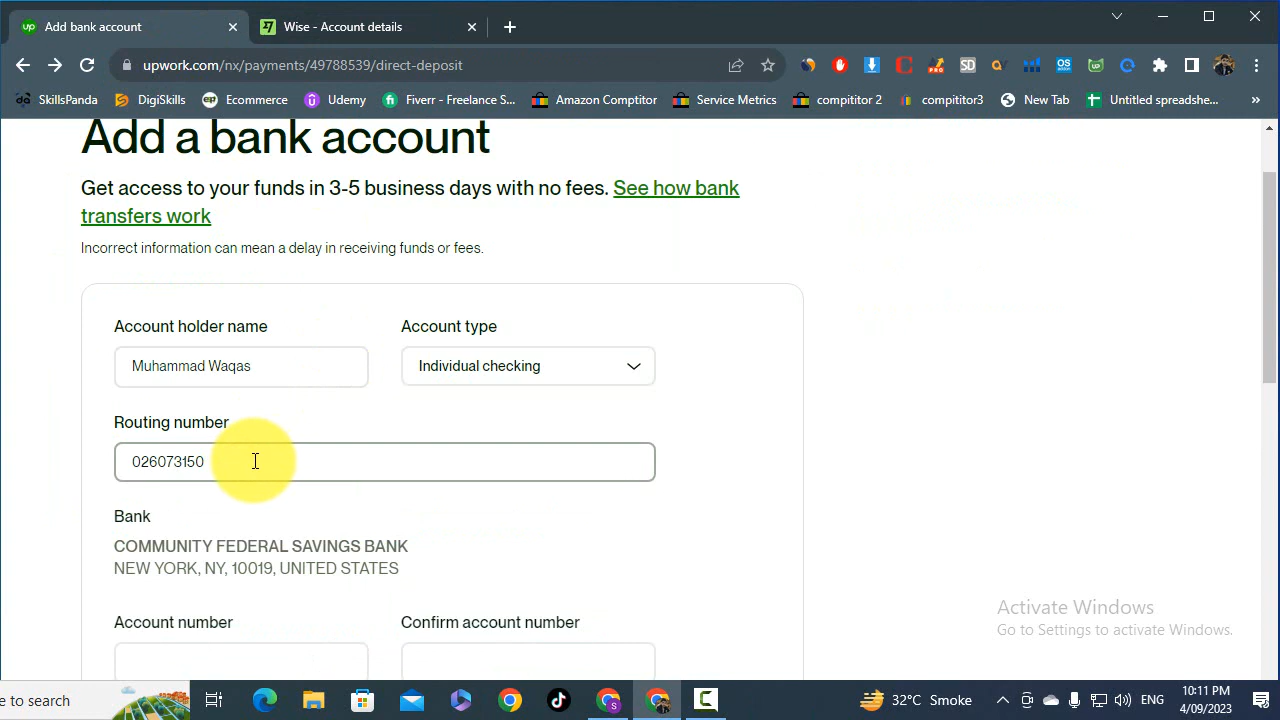 Add bank account
Wise - Account details
upwork.com/nx/payments/49788539/direct-deposit
SkillsPanda
DigiSkills
Ecommerce
Udemy
Fiverr - Freelance S...
Amazon Comptitor
Service Metrics
compititor 2
compititor3
New Tab
Untitled spreadshe...
Add a bank account
Get access to your funds in 3-5 business days with no fees. See how bank
transfers work
Incorrect information can mean a delay in receiving funds or fees.
Account holder name
Account type
Muhammad Waqas
Individual checking
Routing number
026073150
Bank
COMMUNITY FEDERAL SAVINGS BANK
NEW YORK, NY, 10019, UNITED STATES
Account number
Confirm account number
Activate Windows
Go to Settings to activate Windows.
e to search
32°C Smoke
ENG
10:11 PM
4/09/2023